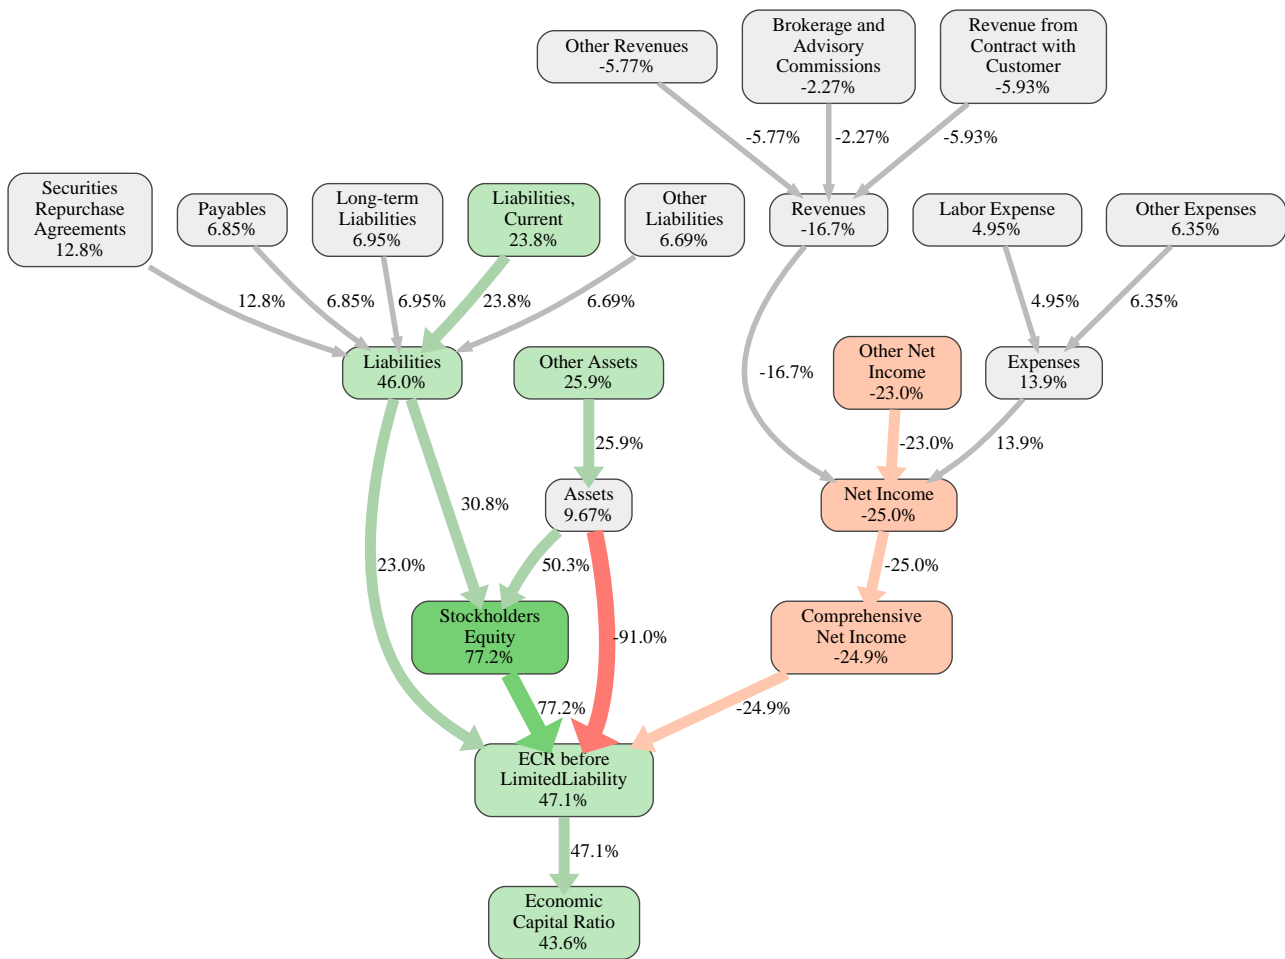 Other Revenues
-5.77%
Brokerage and
Advisory
Commissions
-2.27%
Revenue from
Contract with
Customer
-5.93%
-5.77%
-2.27%
-5.93%
Securities
Repurchase
Agreements
12.8%
Payables
6.85%
Long-term
Liabilities
6.95%
Liabilities,
Current
23.8%
Other
Liabilities
6.69%
Revenues
-16.7%
Labor Expense
4.95%
Other Expenses
6.35%
12.8%
6.85%
6.95%
23.8%
6.69%
4.95%
6.35%
Liabilities
46.0%
Other Assets
25.9%
-16.7%
Other Net
Income
-23.0%
Expenses
13.9%
25.9%
-23.0%
13.9%
30.8%
Assets
9.67%
Net Income
-25.0%
23.0%
50.3%
-25.0%
Stockholders
Equity
77.2%
-91.0%
Comprehensive
Net Income
-24.9%
77.2%
-24.9%
ECR before
LimitedLiability
47.1%
47.1%
Economic
Capital Ratio
43.6%